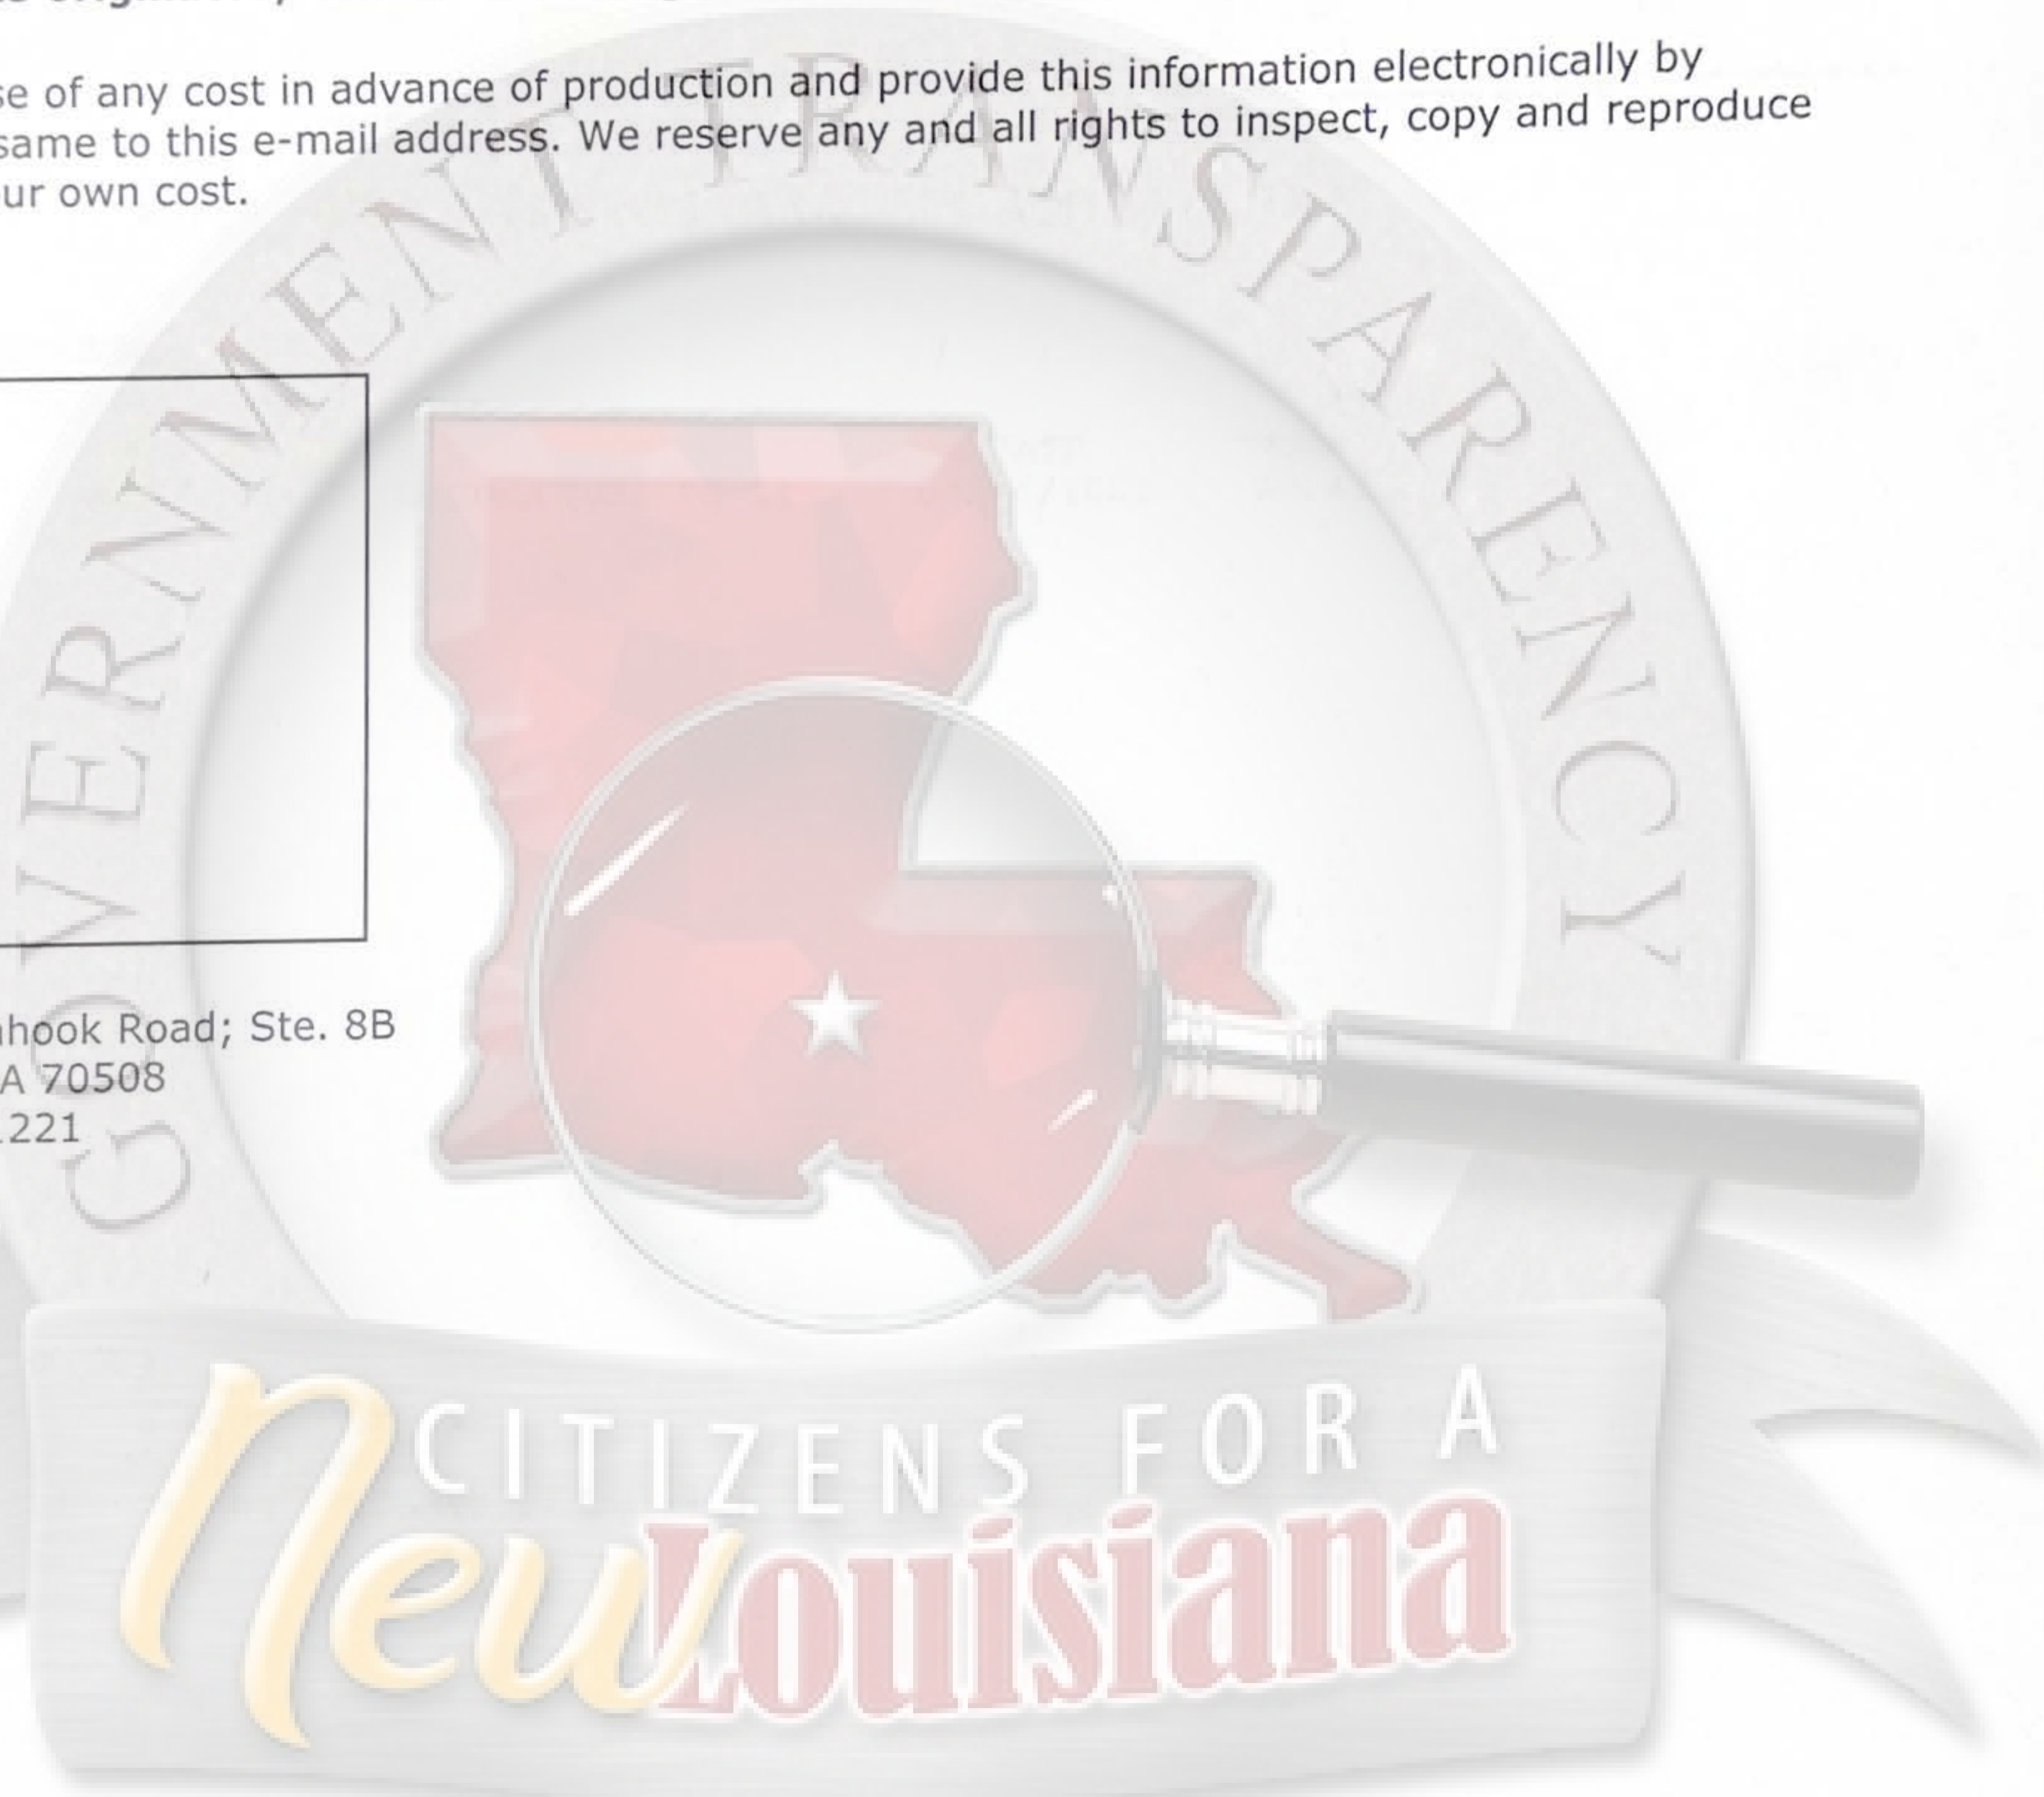 se of any cost in advance of production and provide this information electronically by
same to this e-mail address. We reserve any and all rights to inspect, copy and reproduce
ur own cost.
GOVERNMENT TRANSPARENCY
hook Road; Ste. 8B
A 70508
221
CITIZENS FOR A
New Louisiana